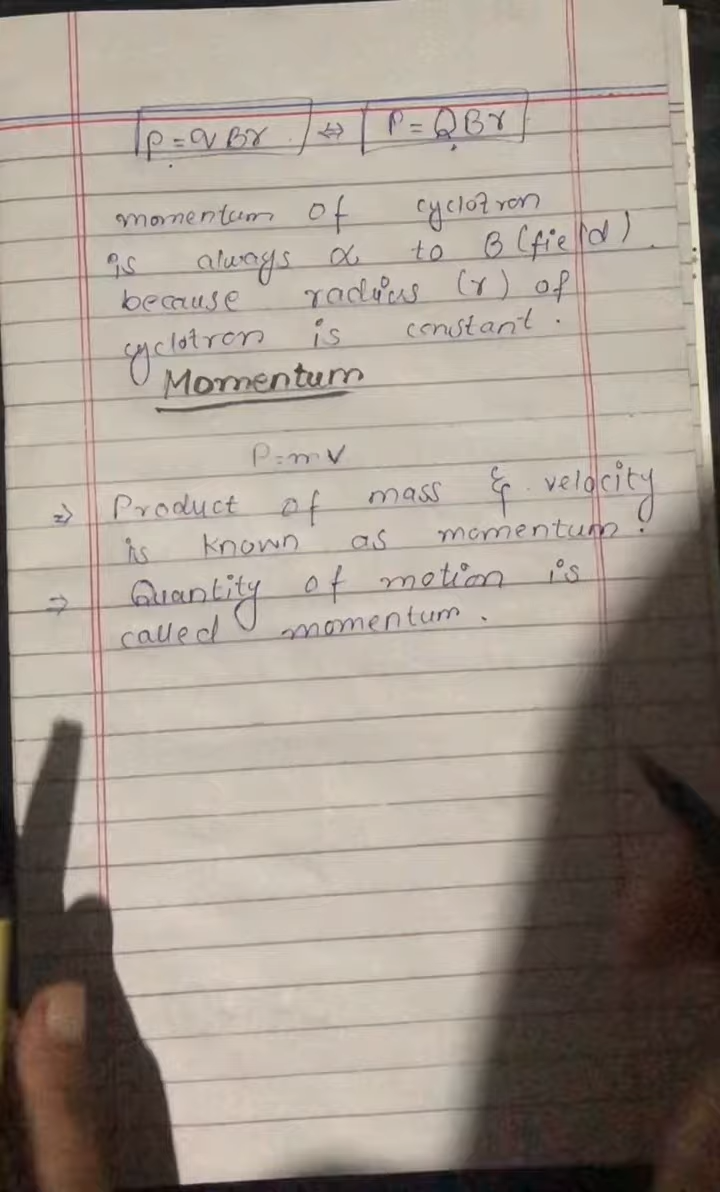 P = qBr ⇔ P = QBr
momentum of cyclotron
is always ∝ to B (field).
because radius (r) of
cyclotron is constant.
Momentum
P = mv
⇒ Product of mass & velocity
is known as momentum.
⇒ Quantity of motion is
called momentum.